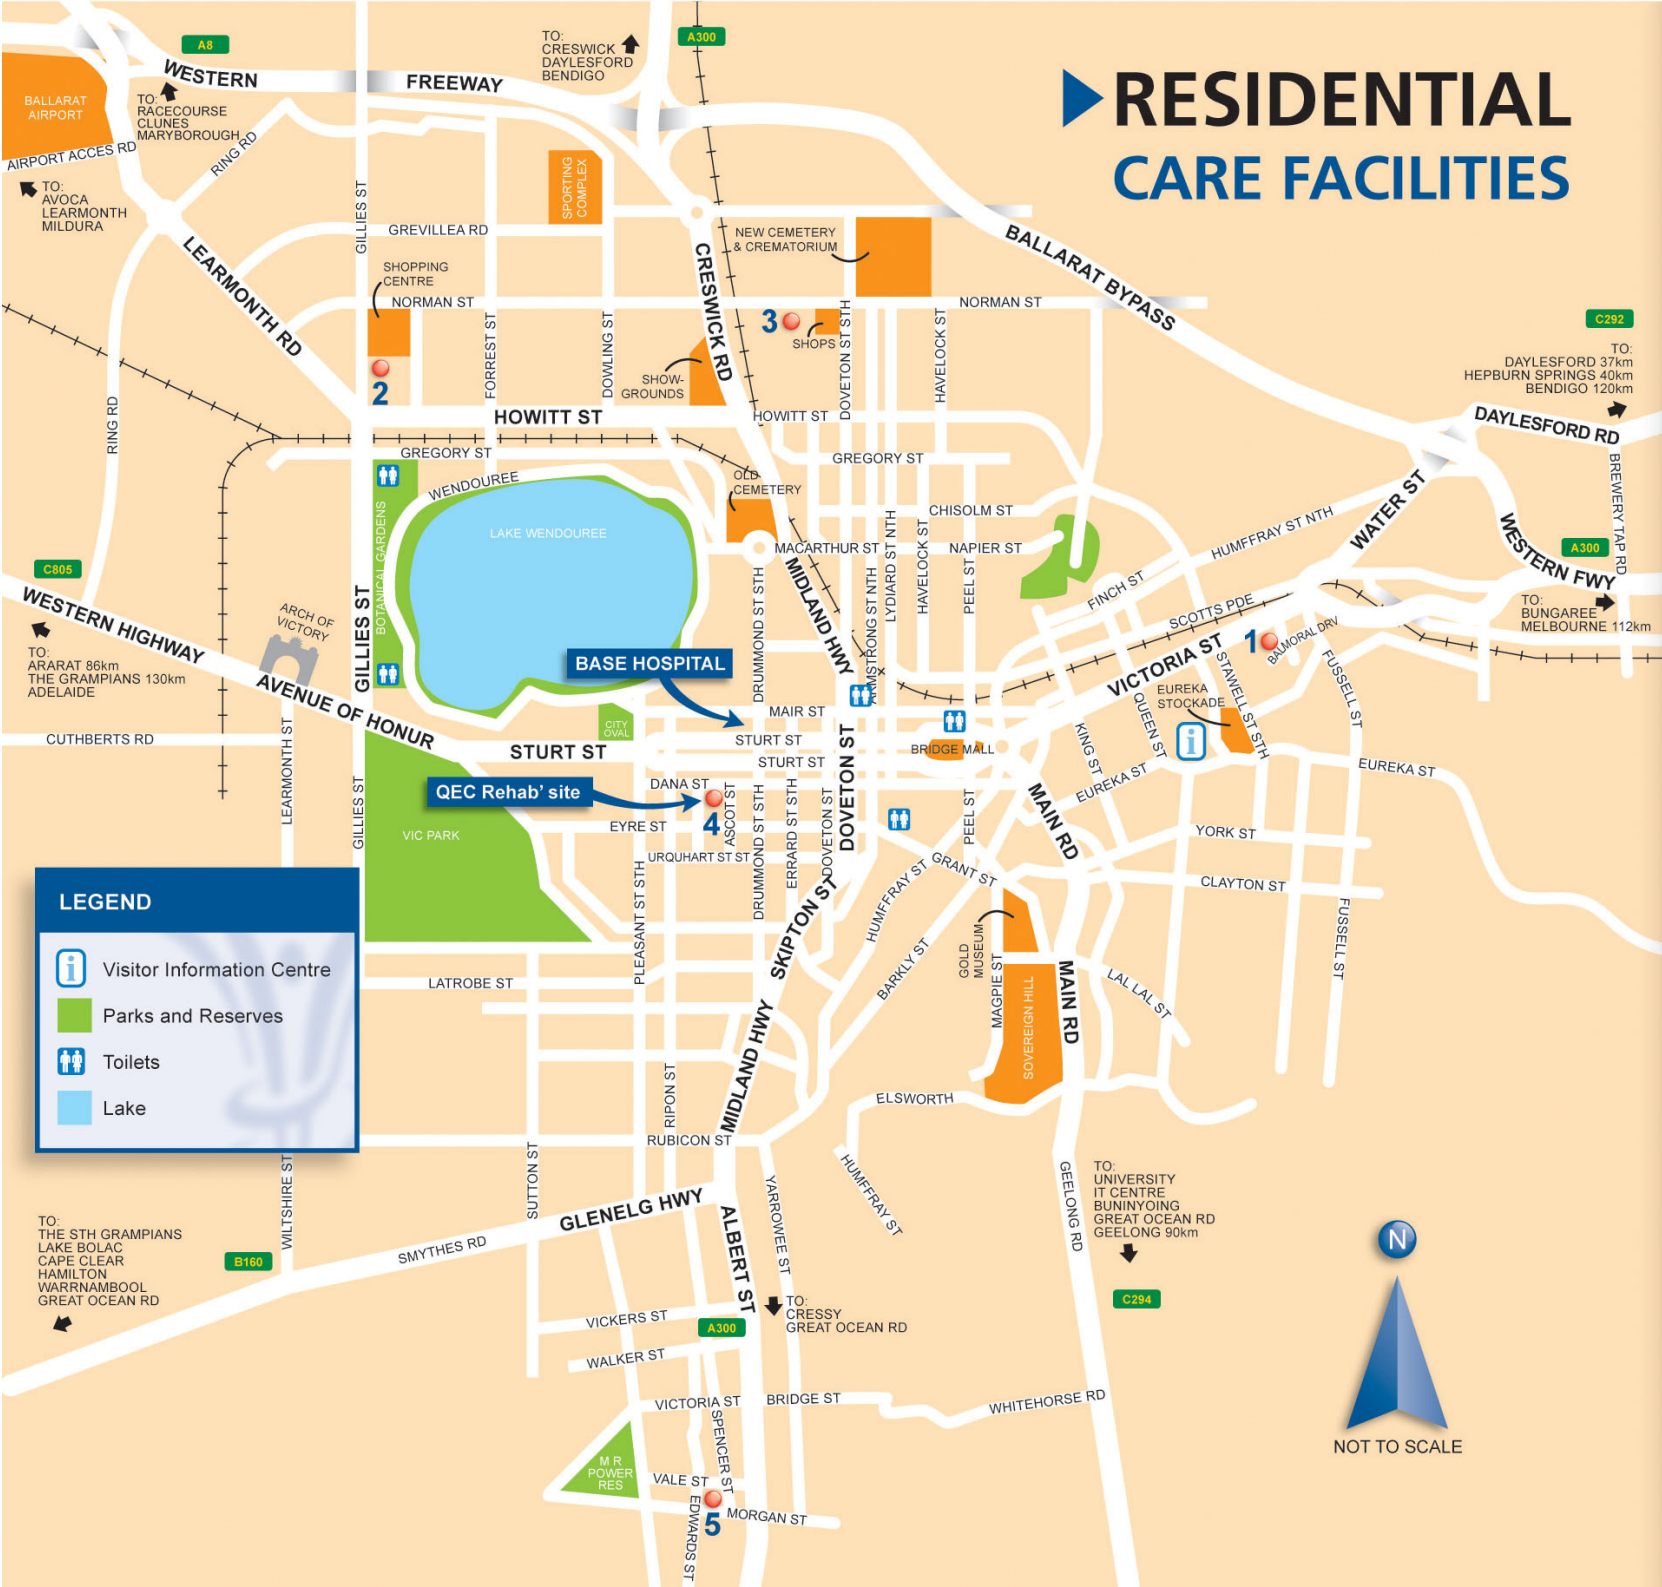 RESIDENTIAL
CARE FACILITIES
A8
WESTERN
FREEWAY
TO:
CRESWICK
DAYLESFORD
BENDIGO
A300
BALLARAT
AIRPORT
TO:
RACECOURSE
CLUNES
MARYBOROUGH
AIRPORT ACCES RD
RING RD
TO:
AVOCA
LEARMONTH
MILDURA
GILLIES ST
SPORTING
COMPLEX
GREVILLEA RD
NEW CEMETERY
& CREMATORIUM
BALLARAT BYPASS
LEARMONTH RD
SHOPPING
CENTRE
CRESWICK RD
NORMAN ST
NORMAN ST
3
SHOPS
C292
TO:
DAYLESFORD 37km
HEPBURN SPRINGS 40km
BENDIGO 120km
2
FORREST ST
DOWLING ST
SHOW-
GROUNDS
DOVETON ST STH
HAVELOCK ST
RING RD
HOWITT ST
HOWITT ST
DAYLESFORD RD
GREGORY ST
GREGORY ST
BREWERY TAP RD
WENDOUREE
OLD
CEMETERY
WATER ST
CHISOLM ST
LAKE WENDOUREE
BOTANICAL GARDENS
HUMFFRAY ST NTH
WESTERN FWY
A300
MACARTHUR ST
NAPIER ST
C805
WESTERN HIGHWAY
GILLIES ST
MIDLAND HWY
DRUMMOND ST STH
ARMSTRONG ST NTH
LYDIARD ST NTH
HAVELOCK ST
PEEL ST
FINCH ST
SCOTTS PDE
TO:
BUNGAREE
MELBOURNE 112km
ARCH OF
VICTORY
TO:
ARARAT 86km
THE GRAMPIANS 130km
ADELAIDE
BASE HOSPITAL
VICTORIA ST
1
BALMORAL DRV
STAWELL ST STH
FUSSELL ST
EUREKA
STOCKADE
QUEEN ST
KING ST
AVENUE OF HONUR
MAIR ST
CITY
OVAL
CUTHBERTS RD
LEARMONTH ST
STURT ST
STURT ST
STURT ST
BRIDGE MALL
DOVETON ST
EUREKA ST
EUREKA ST
QEC Rehab' site
DANA ST
4
ASCOT ST
DRUMMOND ST STH
ERRARD ST STH
DOVETON ST
PEEL ST
MAIN RD
GILLIES ST
VIC PARK
EYRE ST
URQUHART ST ST
YORK ST
GRANT ST
CLAYTON ST
HUMFFRAY ST
SKIPTON ST
PLEASANT ST STH
FUSSELL ST
LEGEND
Visitor Information Centre
Parks and Reserves
Toilets
Lake
GOLD
MUSEUM
BARKLY ST
MAGPIE ST
SOVEREIGN HILL
MAIN RD
LAL LAL ST
LATROBE ST
MIDLAND HWY
RIPON ST
ELSWORTH
RUBICON ST
WILTSHIRE ST
SUTTON ST
HUMFFRAY ST
YARROWEE ST
GEELONG RD
TO:
UNIVERSITY
IT CENTRE
BUNINYOING
GREAT OCEAN RD
GEELONG 90km
C294
GLENELG HWY
SMYTHES RD
ALBERT ST
TO:
THE STH GRAMPIANS
LAKE BOLAC
CAPE CLEAR
HAMILTON
WARRNAMBOOL
GREAT OCEAN RD
B160
VICKERS ST
A300
TO:
CRESSY
GREAT OCEAN RD
WALKER ST
VICTORIA ST
BRIDGE ST
WHITEHORSE RD
SPENCER ST
M R
POWER
RES
VALE ST
5
MORGAN ST
EDWARDS ST
N
NOT TO SCALE